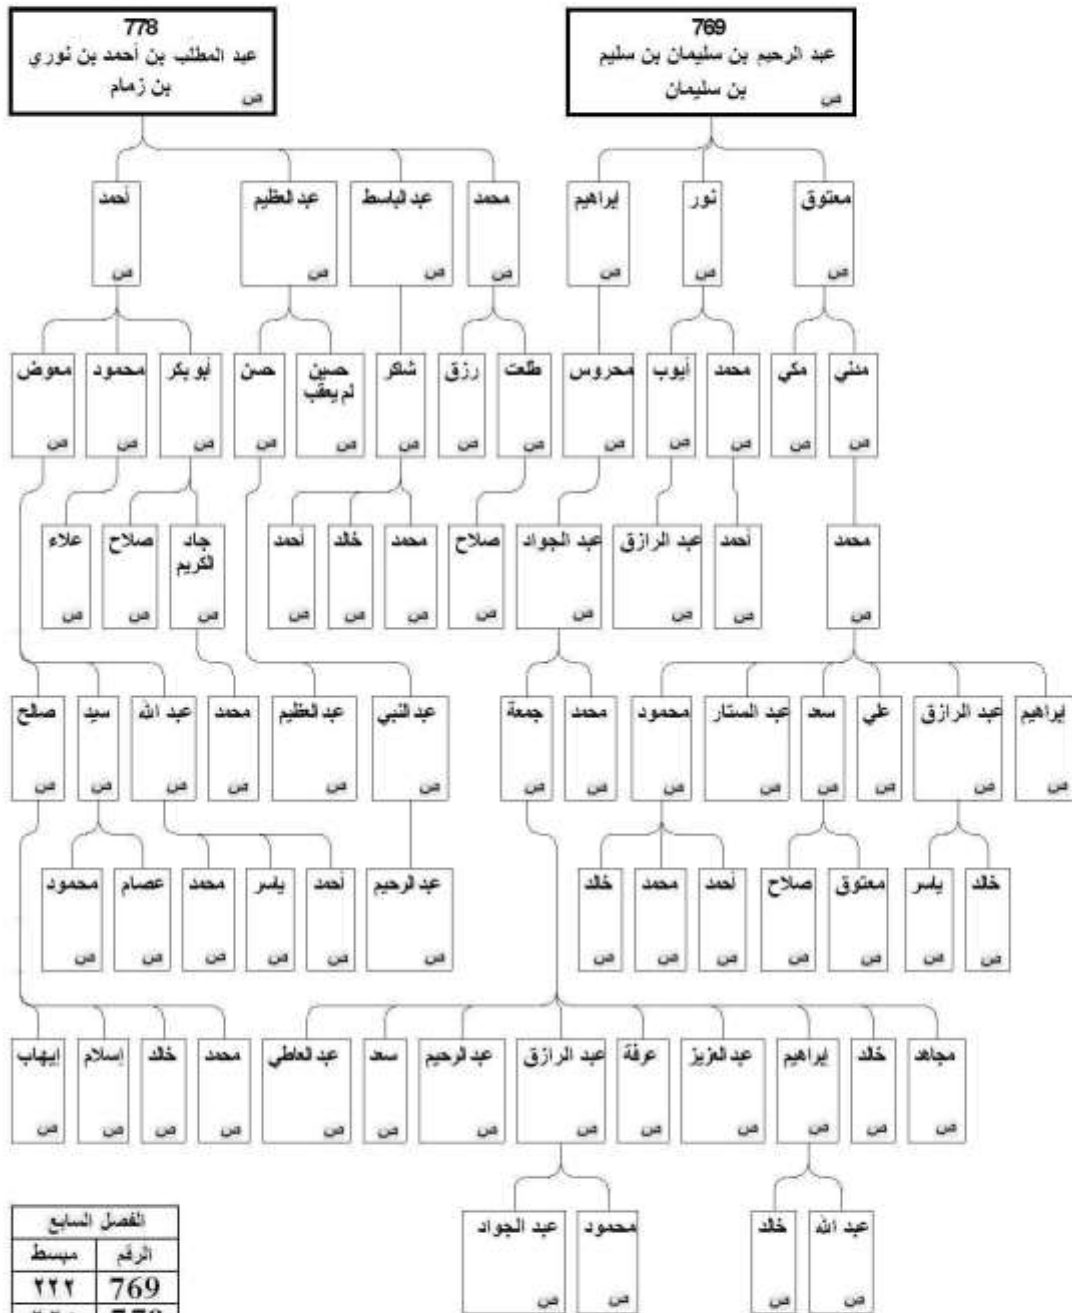 769
عبد الرحيم بن سليمان بن سليم
بن سليمان
ص
778
عبد المطلب بن أحمد بن نوري
بن زمام
ص
معتوق
ص
نور
ص
إبراهيم
ص
محمد
ص
عبد الباسط
ص
عبد العظيم
ص
أحمد
ص
مدني
ص
مكي
ص
محمد
ص
أيوب
ص
محروس
ص
طلعت
ص
رزق
ص
شاكر
ص
حسين
لم يعقب
ص
حسن
ص
أبو بكر
ص
محمود
ص
معوض
ص
محمد
ص
أحمد
ص
عبد الرازق
ص
عبد الجواد
ص
صلاح
ص
محمد
ص
خالد
ص
أحمد
ص
جاد
الكريم
ص
صلاح
ص
علاء
ص
إبراهيم
ص
عبد الرازق
ص
علي
ص
سعد
ص
عبد الستار
ص
محمود
ص
محمد
ص
جمعة
ص
عبد النبي
ص
عبد العظيم
ص
محمد
ص
عبد الله
ص
سيد
ص
صالح
ص
خالد
ص
ياسر
ص
معتوق
ص
صلاح
ص
أحمد
ص
محمد
ص
خالد
ص
عبد الرحيم
ص
أحمد
ص
ياسر
ص
محمد
ص
عصام
ص
محمود
ص
مجاهد
ص
خالد
ص
إبراهيم
ص
عبد العزيز
ص
عرفة
ص
عبد الرازق
ص
عبد الرحيم
ص
سعد
ص
عبد العاطي
ص
محمد
ص
خالد
ص
إسلام
ص
إيهاب
ص
عبد الله
ص
خالد
ص
محمود
ص
عبد الجواد
ص
الفصل السابع
الرقم مبسط
769 ٢٢٢
778